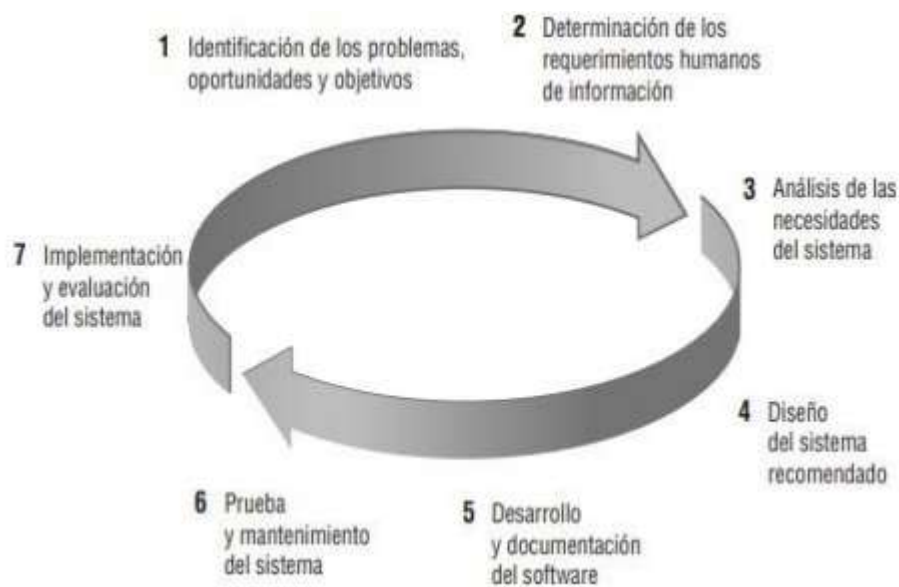 1 Identificación de los problemas,
oportunidades y objetivos
2 Determinación de los
requerimientos humanos
de información
3 Análisis de las
necesidades
del sistema
4 Diseño
del sistema
recomendado
5 Desarrollo
y documentación
del software
6 Prueba
y mantenimiento
del sistema
7 Implementación
y evaluación
del sistema